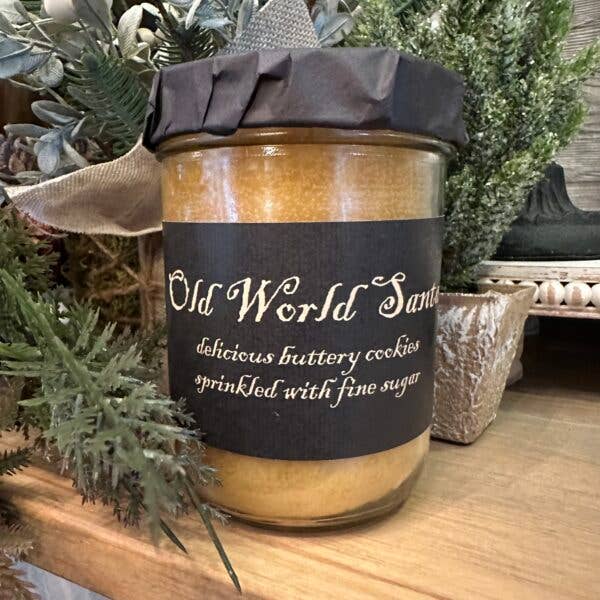 Old World Santa
delicious buttery cookies
sprinkled with fine sugar